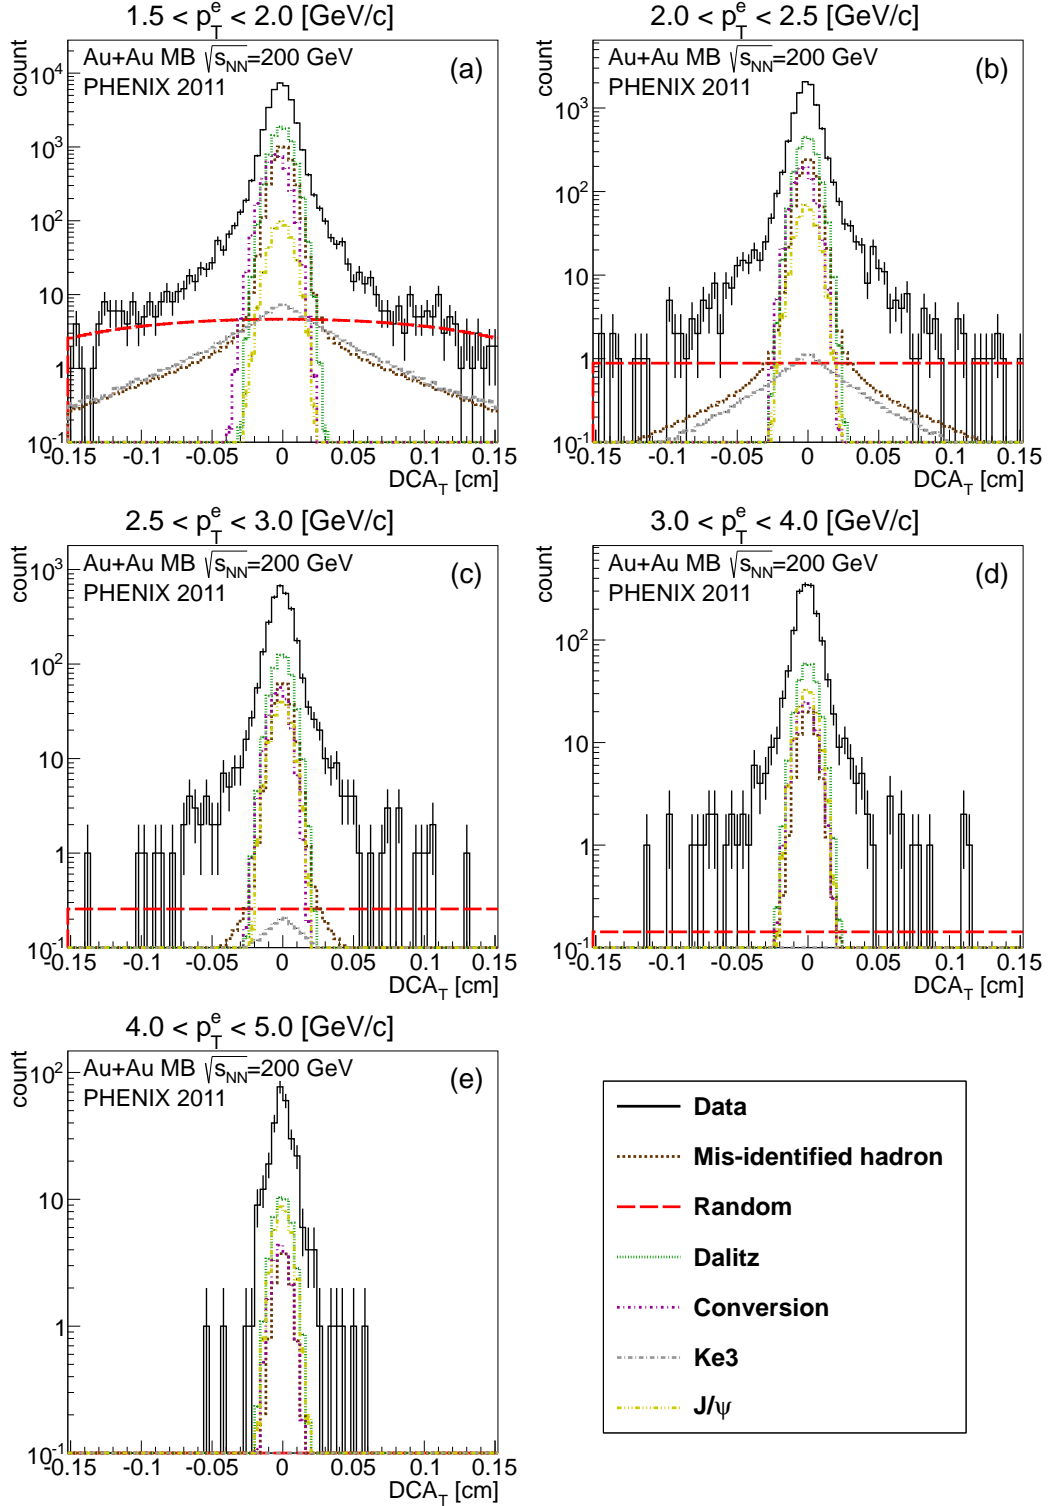 1.5 < p_T^e < 2.0 [GeV/c]
count
Au+Au MB √s_NN=200 GeV
PHENIX 2011
(a)
10^4
10^3
10^2
10
1
10^-1
-0.15 -0.1 -0.05 0 0.05 0.1 0.15
DCA_T [cm]
2.0 < p_T^e < 2.5 [GeV/c]
count
Au+Au MB √s_NN=200 GeV
PHENIX 2011
(b)
10^3
10^2
10
1
10^-1
-0.15 -0.1 -0.05 0 0.05 0.1 0.15
DCA_T [cm]
2.5 < p_T^e < 3.0 [GeV/c]
count
Au+Au MB √s_NN=200 GeV
PHENIX 2011
(c)
10^3
10^2
10
1
10^-1
-0.15 -0.1 -0.05 0 0.05 0.1 0.15
DCA_T [cm]
3.0 < p_T^e < 4.0 [GeV/c]
count
Au+Au MB √s_NN=200 GeV
PHENIX 2011
(d)
10^2
10
1
10^-1
-0.15 -0.1 -0.05 0 0.05 0.1 0.15
DCA_T [cm]
4.0 < p_T^e < 5.0 [GeV/c]
count
Au+Au MB √s_NN=200 GeV
PHENIX 2011
(e)
10^2
10
1
10^-1
-0.15 -0.1 -0.05 0 0.05 0.1 0.15
DCA_T [cm]
Data
Mis-identified hadron
Random
Dalitz
Conversion
Ke3
J/ψ